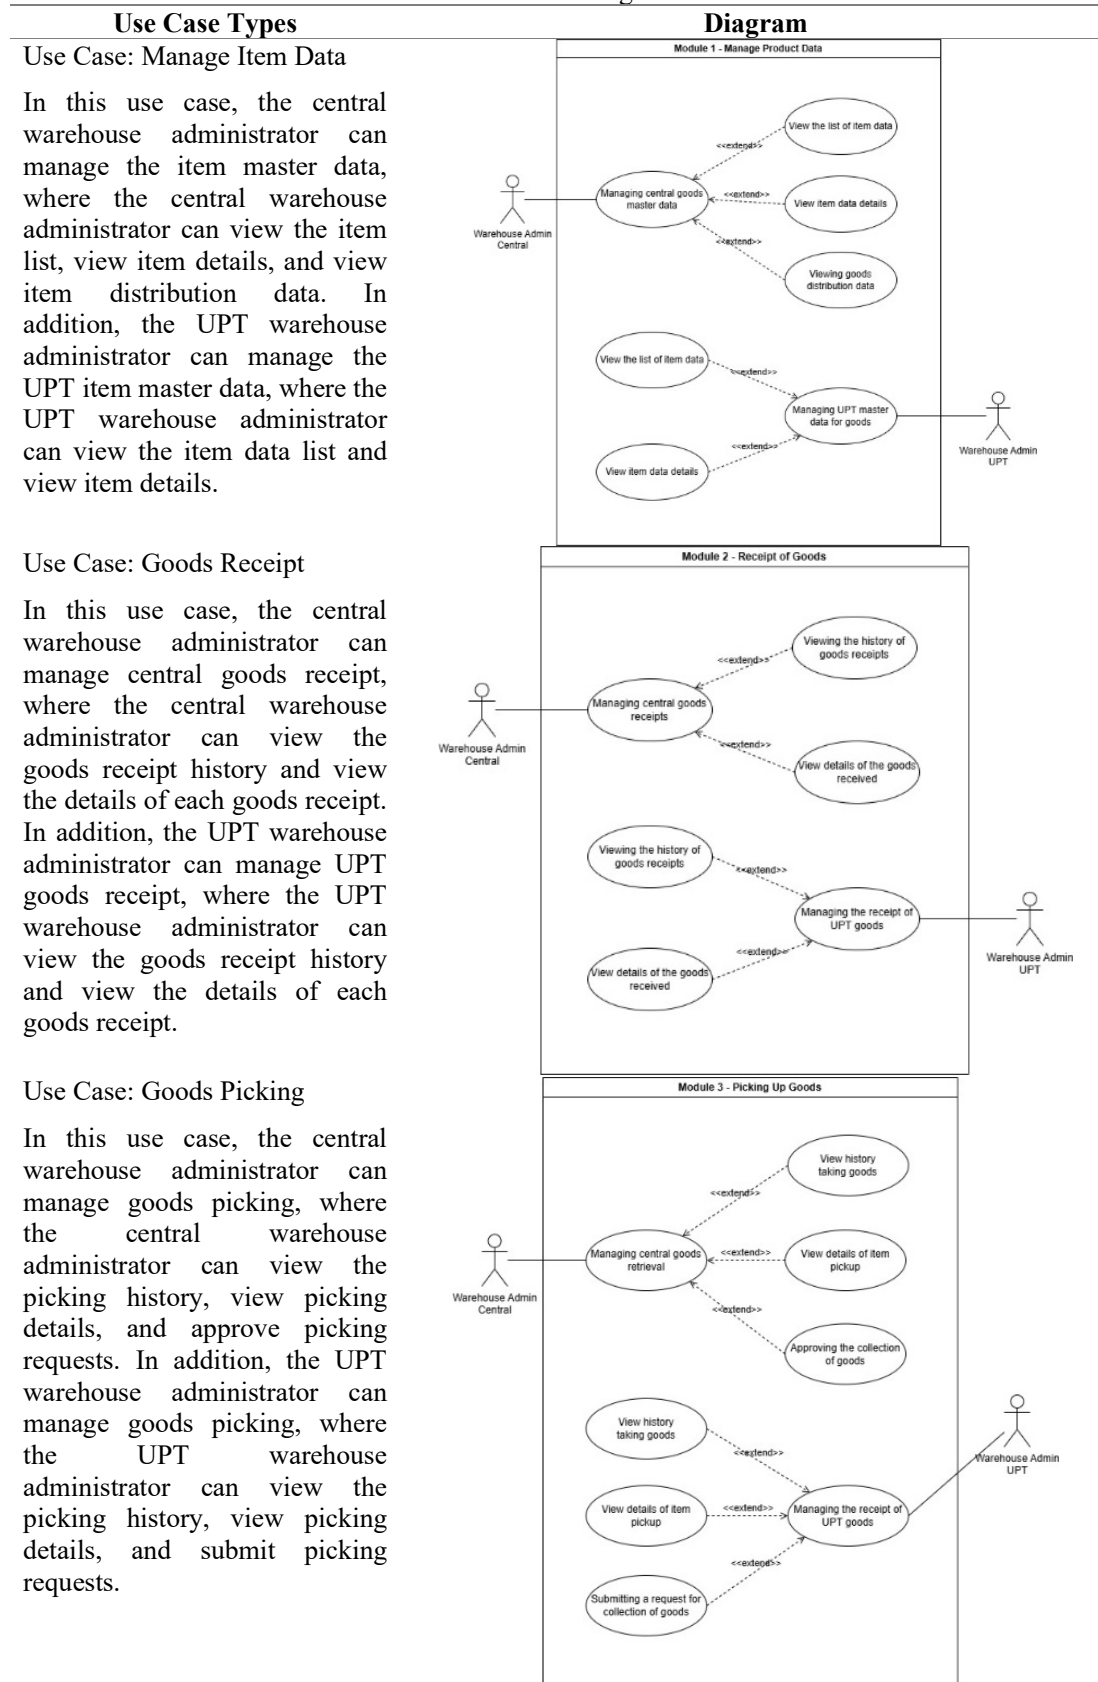 Use Case Types
Diagram
Use Case: Manage Item Data
In this use case, the central
warehouse administrator can
manage the item master data,
where the central warehouse
administrator can view the item
list, view item details, and view
item distribution data. In
addition, the UPT warehouse
administrator can manage the
UPT item master data, where the
UPT warehouse administrator
can view the item data list and
view item details.
Module 1 - Manage Product Data
View the list of item data
<<extend>>
Warehouse Admin
Central
Managing central goods
master data
<<extend>>
View item data details
<<extend>>
Viewing goods
distribution data
View the list of item data
<<extend>>
Managing UPT master
data for goods
Warehouse Admin
UPT
<<extend>>
View item data details
Use Case: Goods Receipt
In this use case, the central
warehouse administrator can
manage central goods receipt,
where the central warehouse
administrator can view the
goods receipt history and view
the details of each goods receipt.
In addition, the UPT warehouse
administrator can manage UPT
goods receipt, where the UPT
warehouse administrator can
view the goods receipt history
and view the details of each
goods receipt.
Module 2 - Receipt of Goods
Viewing the history of
goods receipts
<<extend>>
Warehouse Admin
Central
Managing central goods
receipts
<<extend>>
View details of the goods
received
Viewing the history of
goods receipts
<<extend>>
Managing the receipt of
UPT goods
Warehouse Admin
UPT
<<extend>>
View details of the goods
received
Use Case: Goods Picking
In this use case, the central
warehouse administrator can
manage goods picking, where
the central warehouse
administrator can view the
picking history, view picking
details, and approve picking
requests. In addition, the UPT
warehouse administrator can
manage goods picking, where
the UPT warehouse
administrator can view the
picking history, view picking
details, and submit picking
requests.
Module 3 - Picking Up Goods
View history
taking goods
<<extend>>
Warehouse Admin
Central
Managing central goods
retrieval
<<extend>>
View details of item
pickup
<<extend>>
Approving the collection
of goods
View history
taking goods
<<extend>>
Warehouse Admin
UPT
View details of item
pickup
<<extend>>
Managing the receipt of
UPT goods
<<extend>>
Submitting a request for
collection of goods